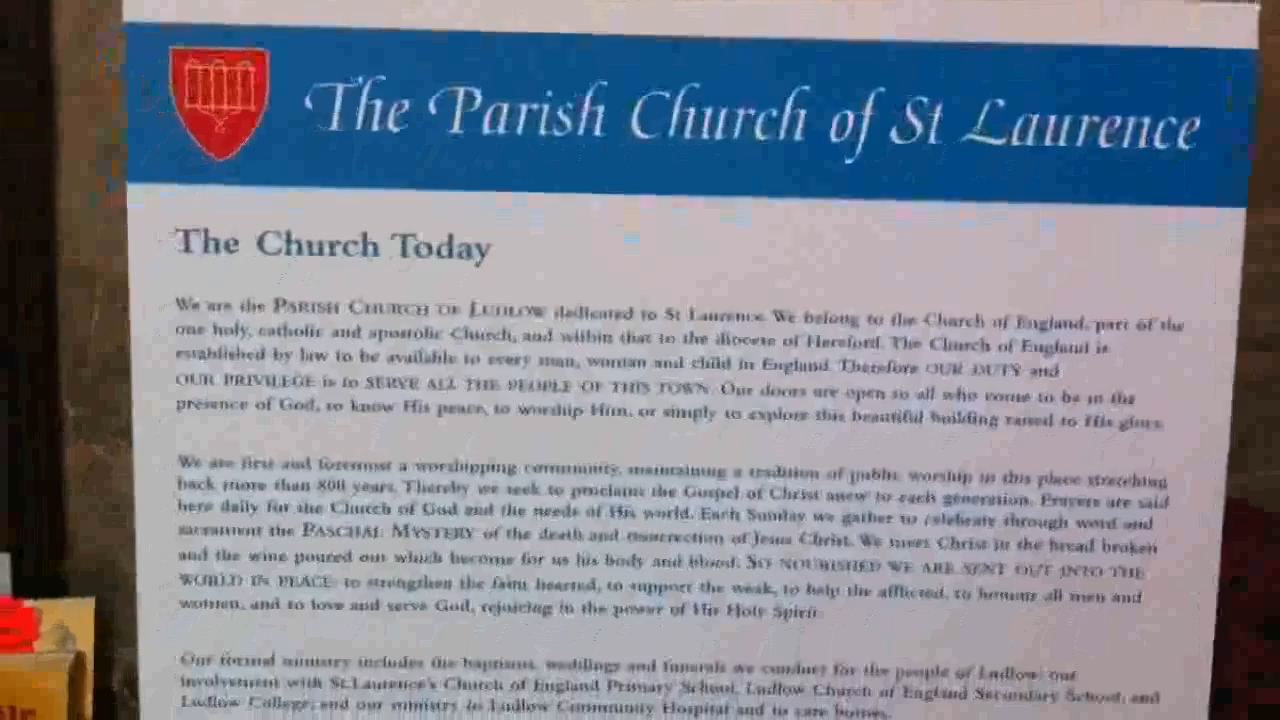 The Parish Church of St Laurence
The Church Today
We are the PARISH CHURCH OF LUDLOW dedicated to St Laurence. We belong to the Church of England, part of the
one holy, catholic and apostolic Church, and within that to the diocese of Hereford. The Church of England is
established by law to be available to every man, woman and child in England. Therefore OUR DUTY and
OUR PRIVILEGE is to SERVE ALL THE PEOPLE OF THIS TOWN. Our doors are open to all who come to be in the
presence of God, to know His peace, to worship Him, or simply to explore this beautiful building raised to His glory.
We are first and foremost a worshipping community, maintaining a tradition of public worship in this place stretching
back more than 800 years. Thereby we seek to proclaim the Gospel of Christ anew to each generation. Prayers are said
here daily for the Church of God and the needs of His world. Each Sunday we gather to celebrate through word and
sacrament the PASCHAL MYSTERY of the death and resurrection of Jesus Christ. We meet Christ in the bread broken
and the wine poured out which become for us his body and blood. SO NOURISHED WE ARE SENT OUT INTO THE
WORLD IN PEACE: to strengthen the faint hearted, to support the weak, to help the afflicted, to honour all men and
women, and to love and serve God, rejoicing in the power of His Holy Spirit.
Our formal ministry includes the baptisms, weddings and funerals we conduct for the people of Ludlow; our
involvement with St.Laurence's Church of England Primary School, Ludlow Church of England Secondary School, and
Ludlow College; and our ministry to Ludlow Community Hospital and to care homes.